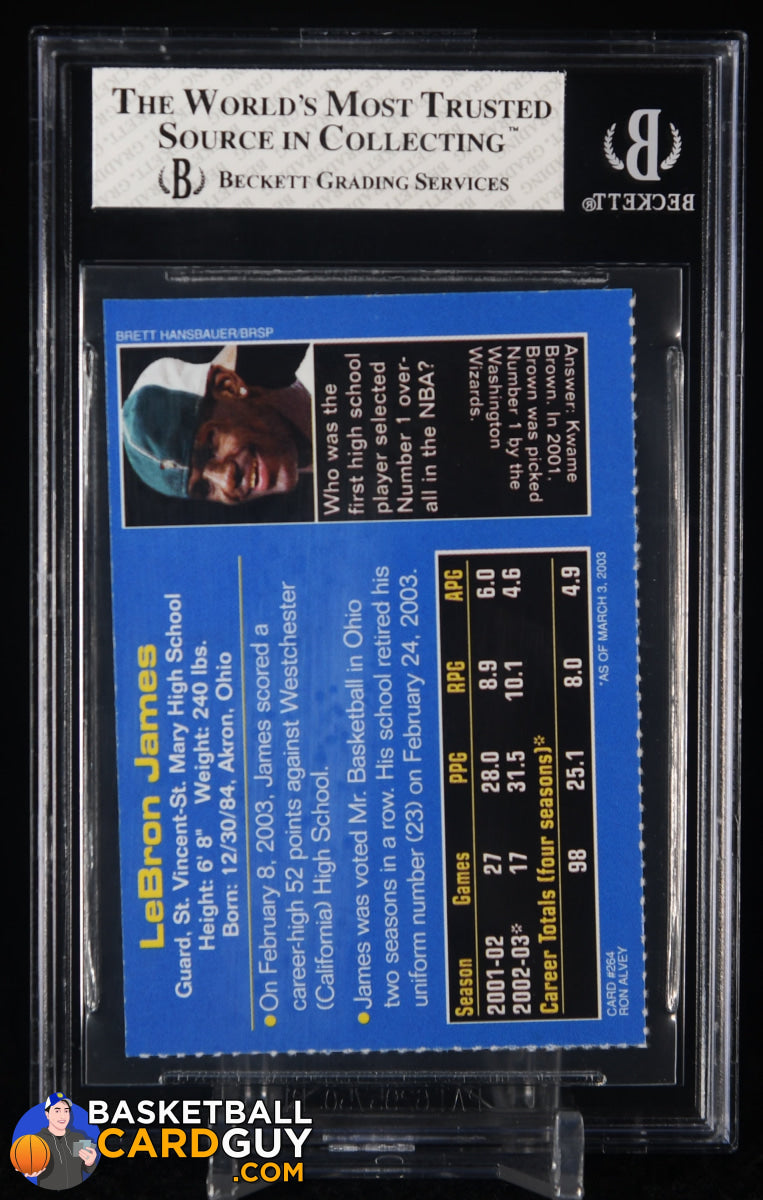 THE WORLD'S MOST TRUSTED
SOURCE IN COLLECTING™
B BECKETT GRADING SERVICES
B
BECKETT®
BRETT HANSBAUER/BRSP
Who was the
first high school
player selected
Number 1 over-
all in the NBA?
Answer: Kwame
Brown. In 2001,
Brown was picked
Number 1 by the
Washington
Wizards.
LeBron James
Guard, St. Vincent-St. Mary High School
Height: 6' 8" Weight: 240 lbs.
Born: 12/30/84, Akron, Ohio
•On February 8, 2003, James scored a
career-high 52 points against Westchester
(California) High School.
•James was voted Mr. Basketball in Ohio
two seasons in a row. His school retired his
uniform number (23) on February 24, 2003.
Season Games PPG RPG APG
2001-02 27 28.0 8.9 6.0
2002-03* 17 31.5 10.1 4.6
Career Totals (four seasons)*
98 25.1 8.0 4.9
*AS OF MARCH 3, 2003
CARD #264
RON ALVEY
BASKETBALL
CARDGUY
.COM